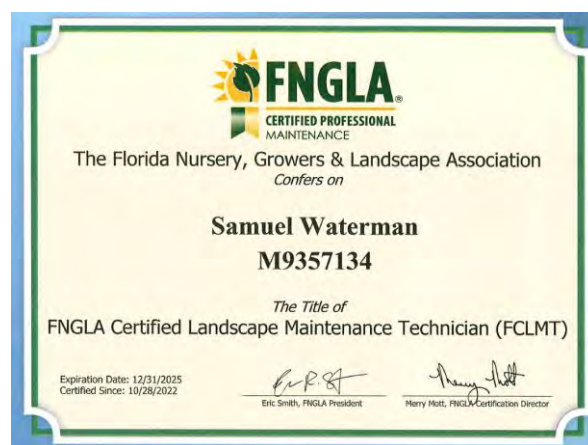 FNGLA®
CERTIFIED PROFESSIONAL
MAINTENANCE
The Florida Nursery, Growers & Landscape Association
Confers on
Samuel Waterman
M9357134
The Title of
FNGLA Certified Landscape Maintenance Technician (FCLMT)
Expiration Date: 12/31/2025
Certified Since: 10/28/2022
Eric Smith, FNGLA President
Merry Mott, FNGLA Certification Director